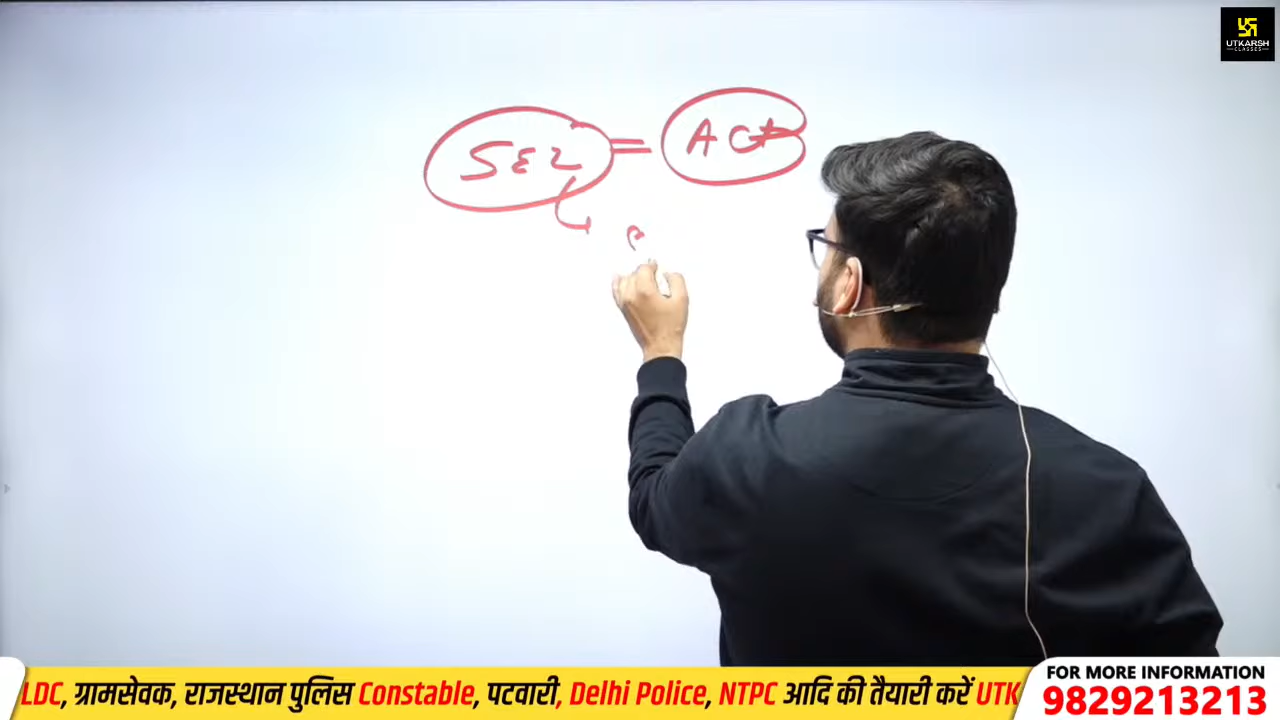 UTKARSH
CLASSES
SEZ = Act
LDC, ग्रामसेवक, राजस्थान पुलिस Constable, पटवारी, Delhi Police, NTPC आदि की तैयारी करें UTK
FOR MORE INFORMATION
9829213213